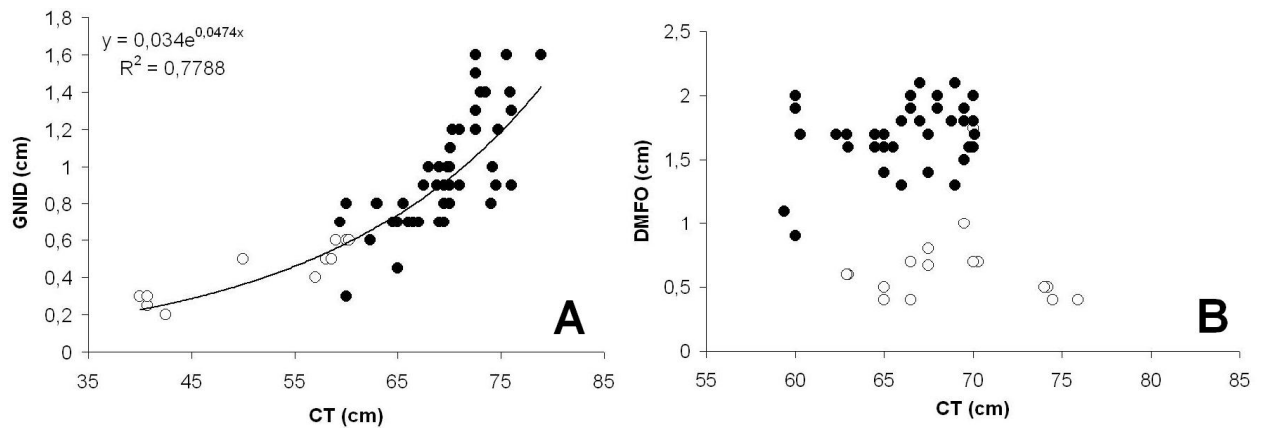 1,8
1,6
1,4
1,2
1
0,8
0,6
0,4
0,2
0
GNID (cm)
y = 0,034e^0,0474x
R² = 0,7788
A
35 45 55 65 75 85
CT (cm)
2,5
2
1,5
1
0,5
0
DMFO (cm)
B
55 60 65 70 75 80 85
CT (cm)